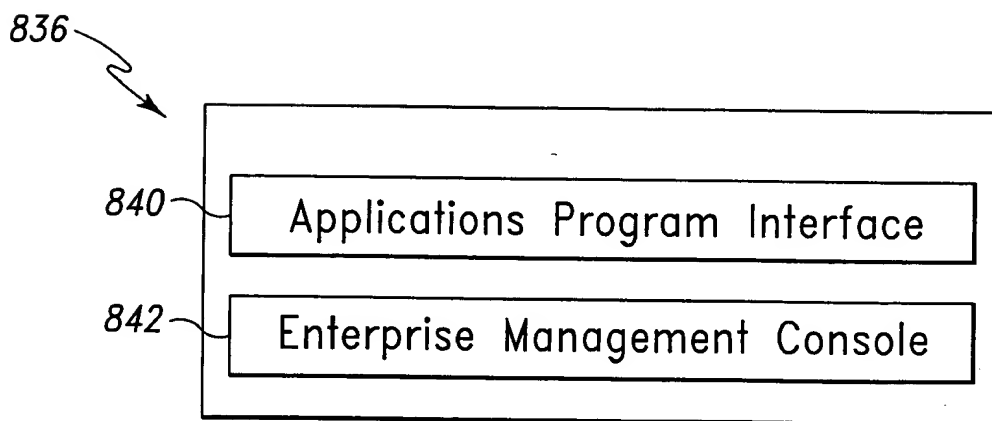 836
840 Applications Program Interface
842 Enterprise Management Console